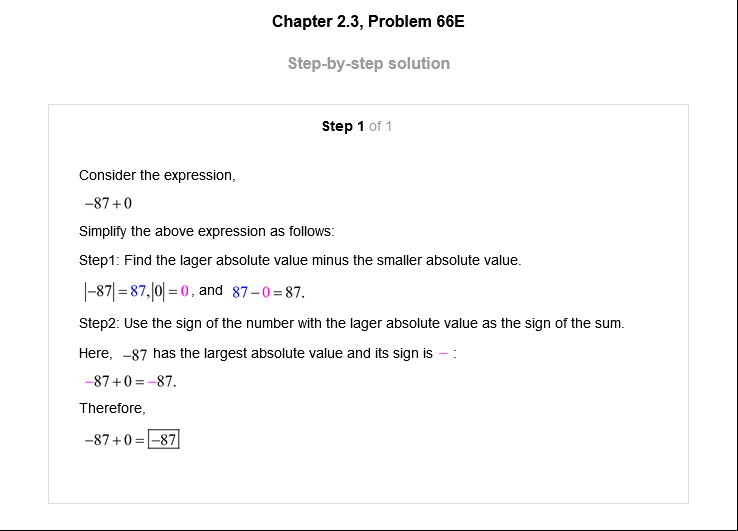 Chapter 2.3, Problem 66E
Step-by-step solution
Step 1 of 1
Consider the expression,
−87+0
Simplify the above expression as follows:
Step1: Find the lager absolute value minus the smaller absolute value.
|−87|=87,|0|=0, and 87−0=87.
Step2: Use the sign of the number with the lager absolute value as the sign of the sum.
Here, −87 has the largest absolute value and its sign is − :
−87+0=−87.
Therefore,
−87+0=−87